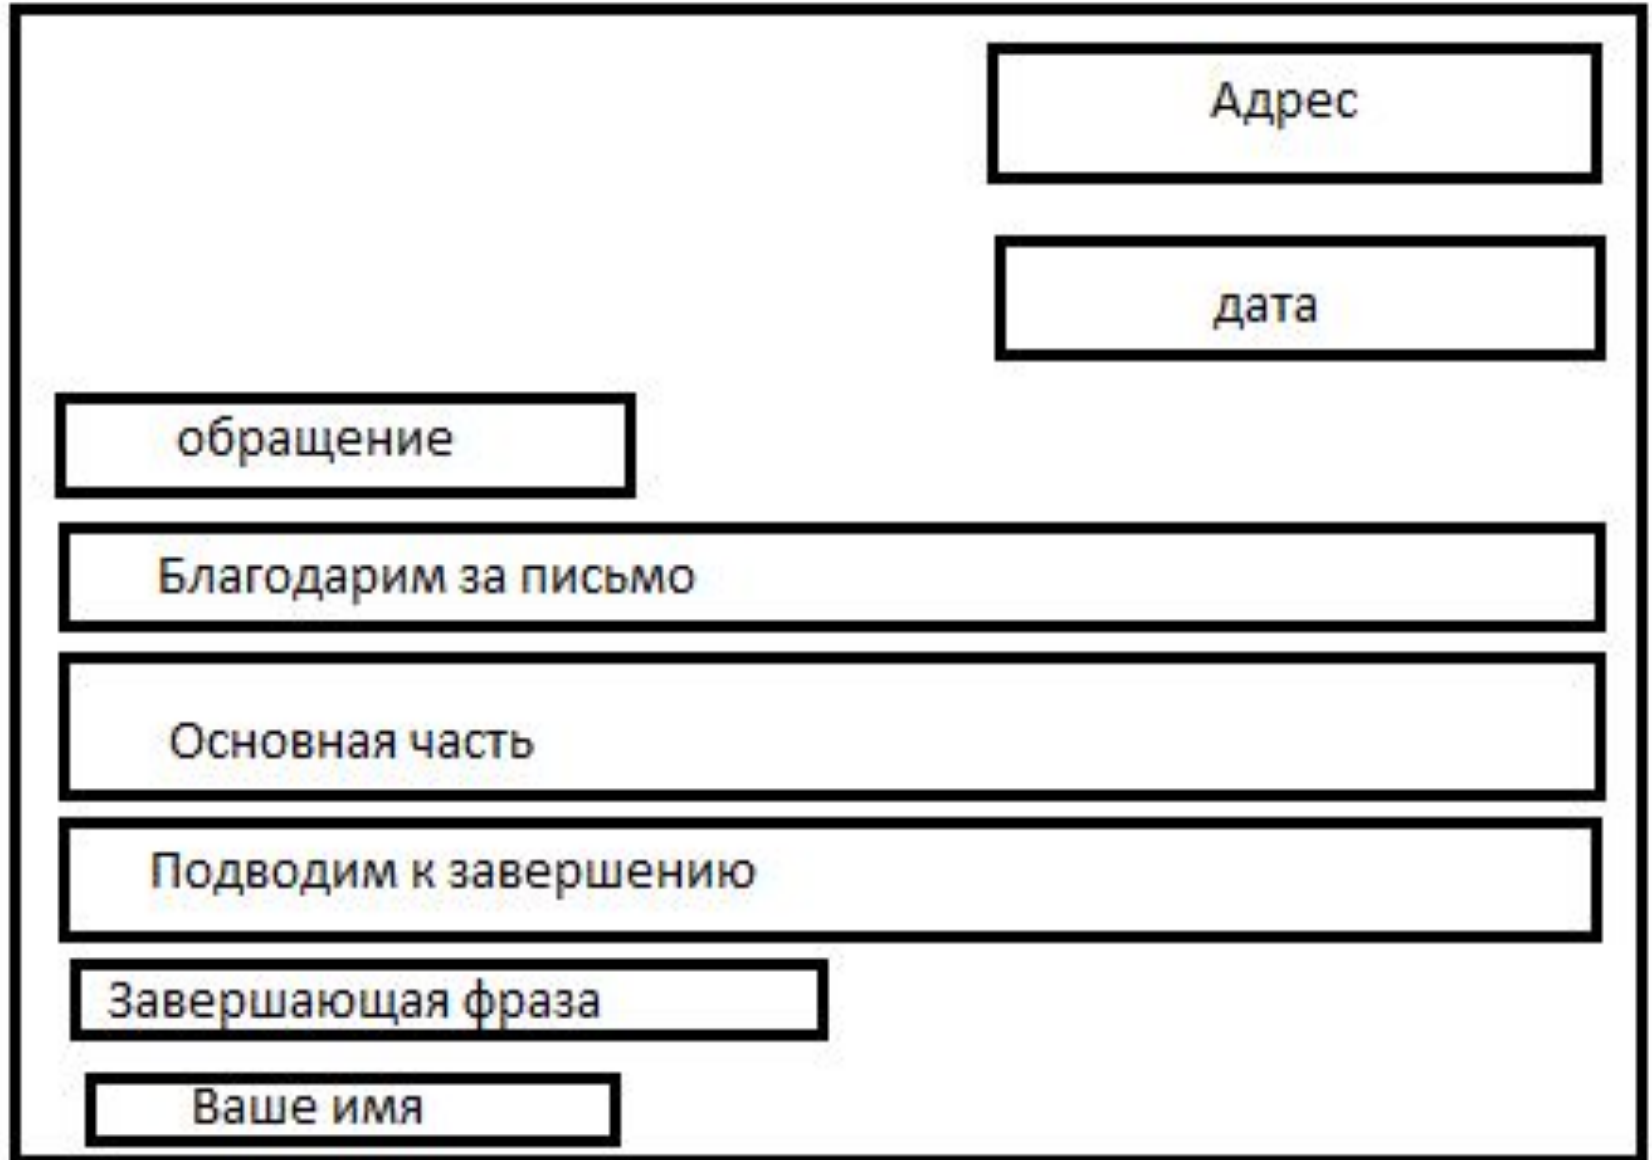 Адрес
дата
обращение
Благодарим за письмо
Основная часть
Подводим к завершению
Завершающая фраза
Ваше имя